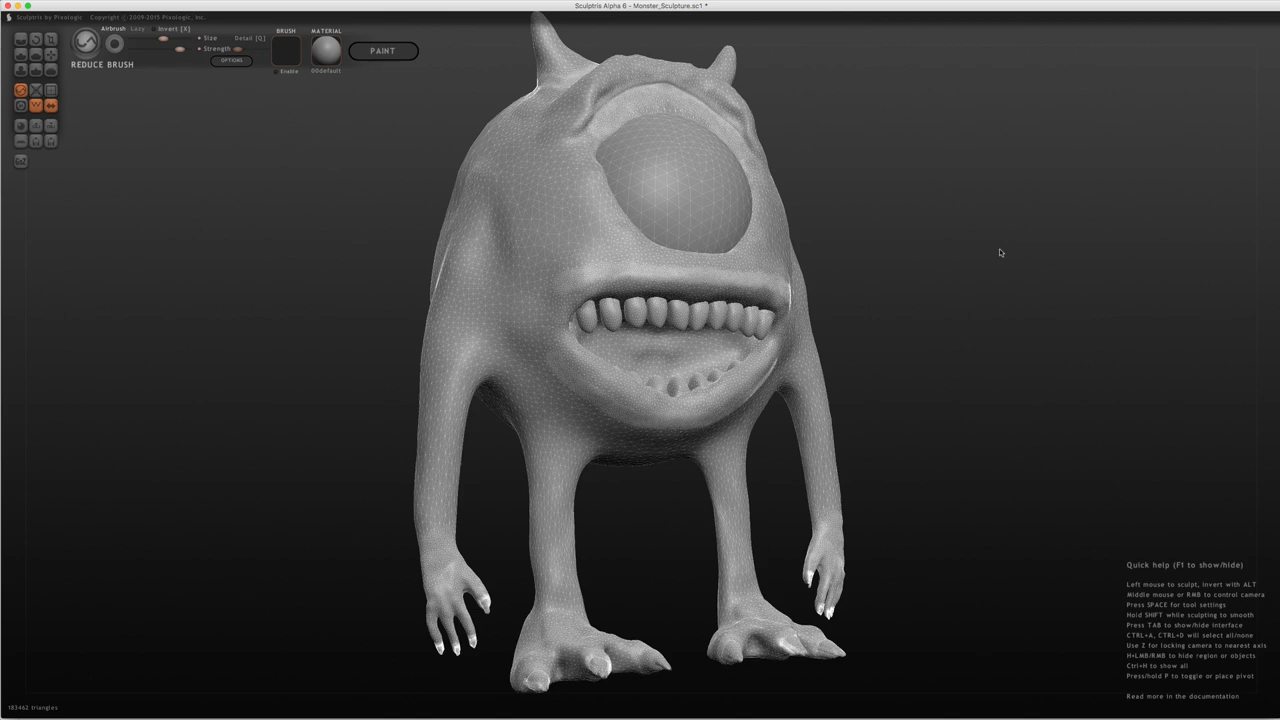 Sculptris Alpha 6 - Monster_Sculpture.sc1 *
Sculptris by Pixologic Copyright (C)2009-2015 Pixologic, Inc.
Airbrush Lazy Invert [X]
Size Detail [Q]
Strength
OPTIONS
REDUCE BRUSH
BRUSH
Enable
MATERIAL
00default
PAINT
GoZ
Quick help (F1 to show/hide)
Left mouse to sculpt, Invert with ALT
Middle mouse or RMB to control camera
Press SPACE for tool settings
Hold SHIFT while sculpting to smooth
Press TAB to show/hide interface
CTRL+A, CTRL+D will select all/none
Use Z for locking camera to nearest axis
H+LMB/RMB to hide region or objects
Ctrl+H to show all
Press/hold P to toggle or place pivot
Read more in the documentation
183462 triangles